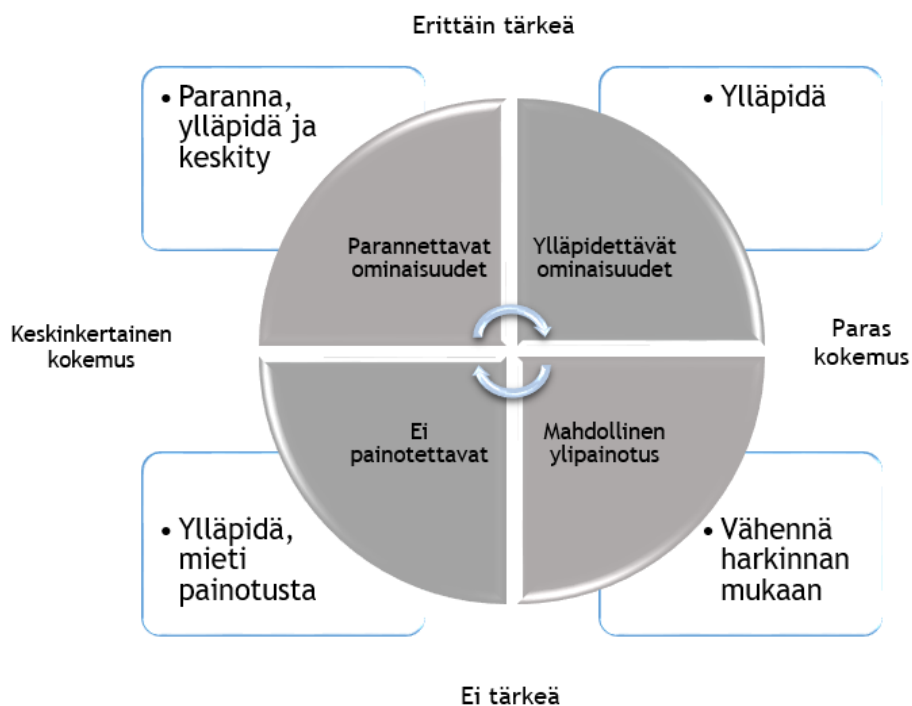 Erittäin tärkeä
• Paranna,
ylläpidä ja
keskity
• Ylläpidä
Parannettavat
ominaisuudet
Ylläpidettävät
ominaisuudet
Keskinkertainen
kokemus
Paras
kokemus
Ei
painotettavat
Mahdollinen
ylipainotus
• Ylläpidä,
mieti
painotusta
• Vähennä
harkinnan
mukaan
Ei tärkeä